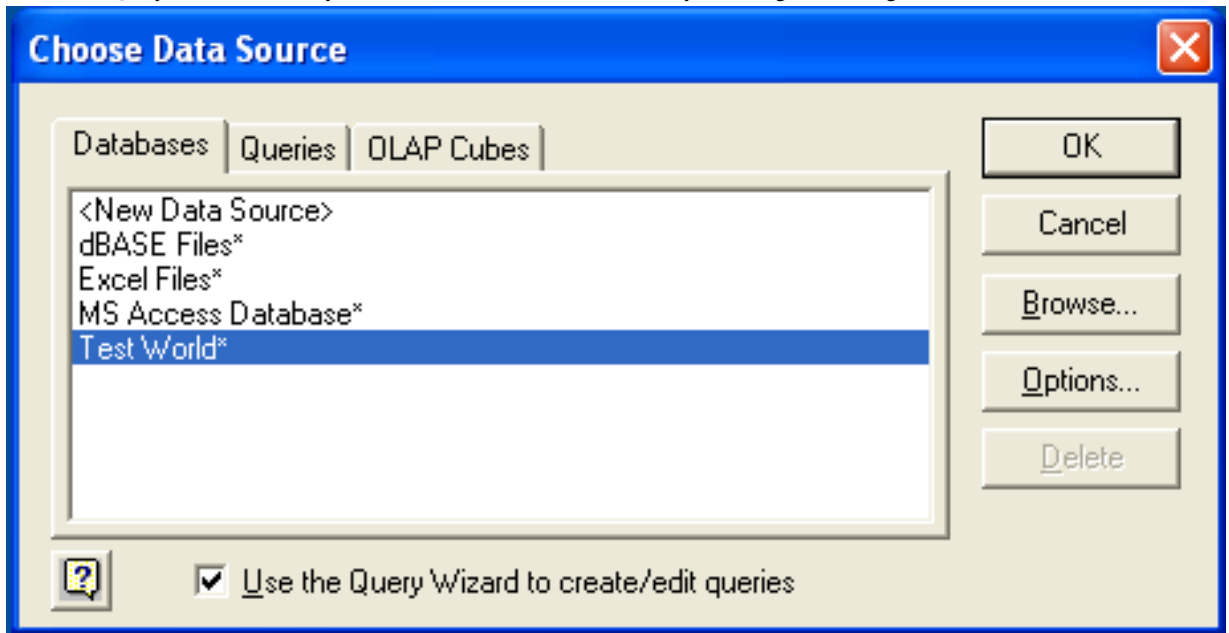 Choose Data Source
Databases Queries OLAP Cubes
<New Data Source>
dBASE Files*
Excel Files*
MS Access Database*
Test World*
OK
Cancel
Browse...
Options...
Delete
? Use the Query Wizard to create/edit queries